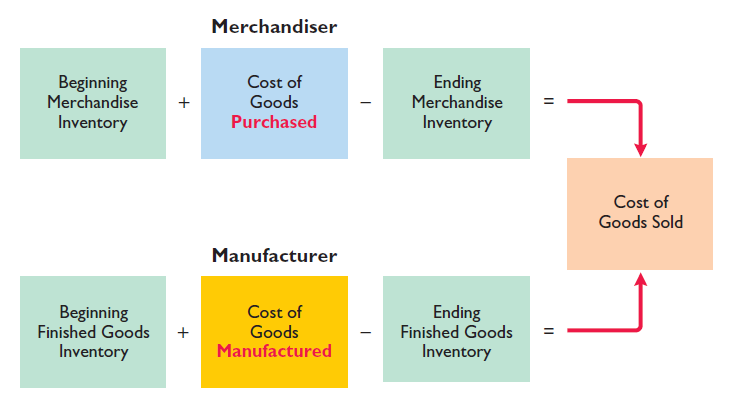 Merchandiser
Beginning
Merchandise
Inventory
+
Cost of
Goods
Purchased
–
Ending
Merchandise
Inventory
=
Cost of
Goods Sold
Manufacturer
Beginning
Finished Goods
Inventory
+
Cost of
Goods
Manufactured
–
Ending
Finished Goods
Inventory
=